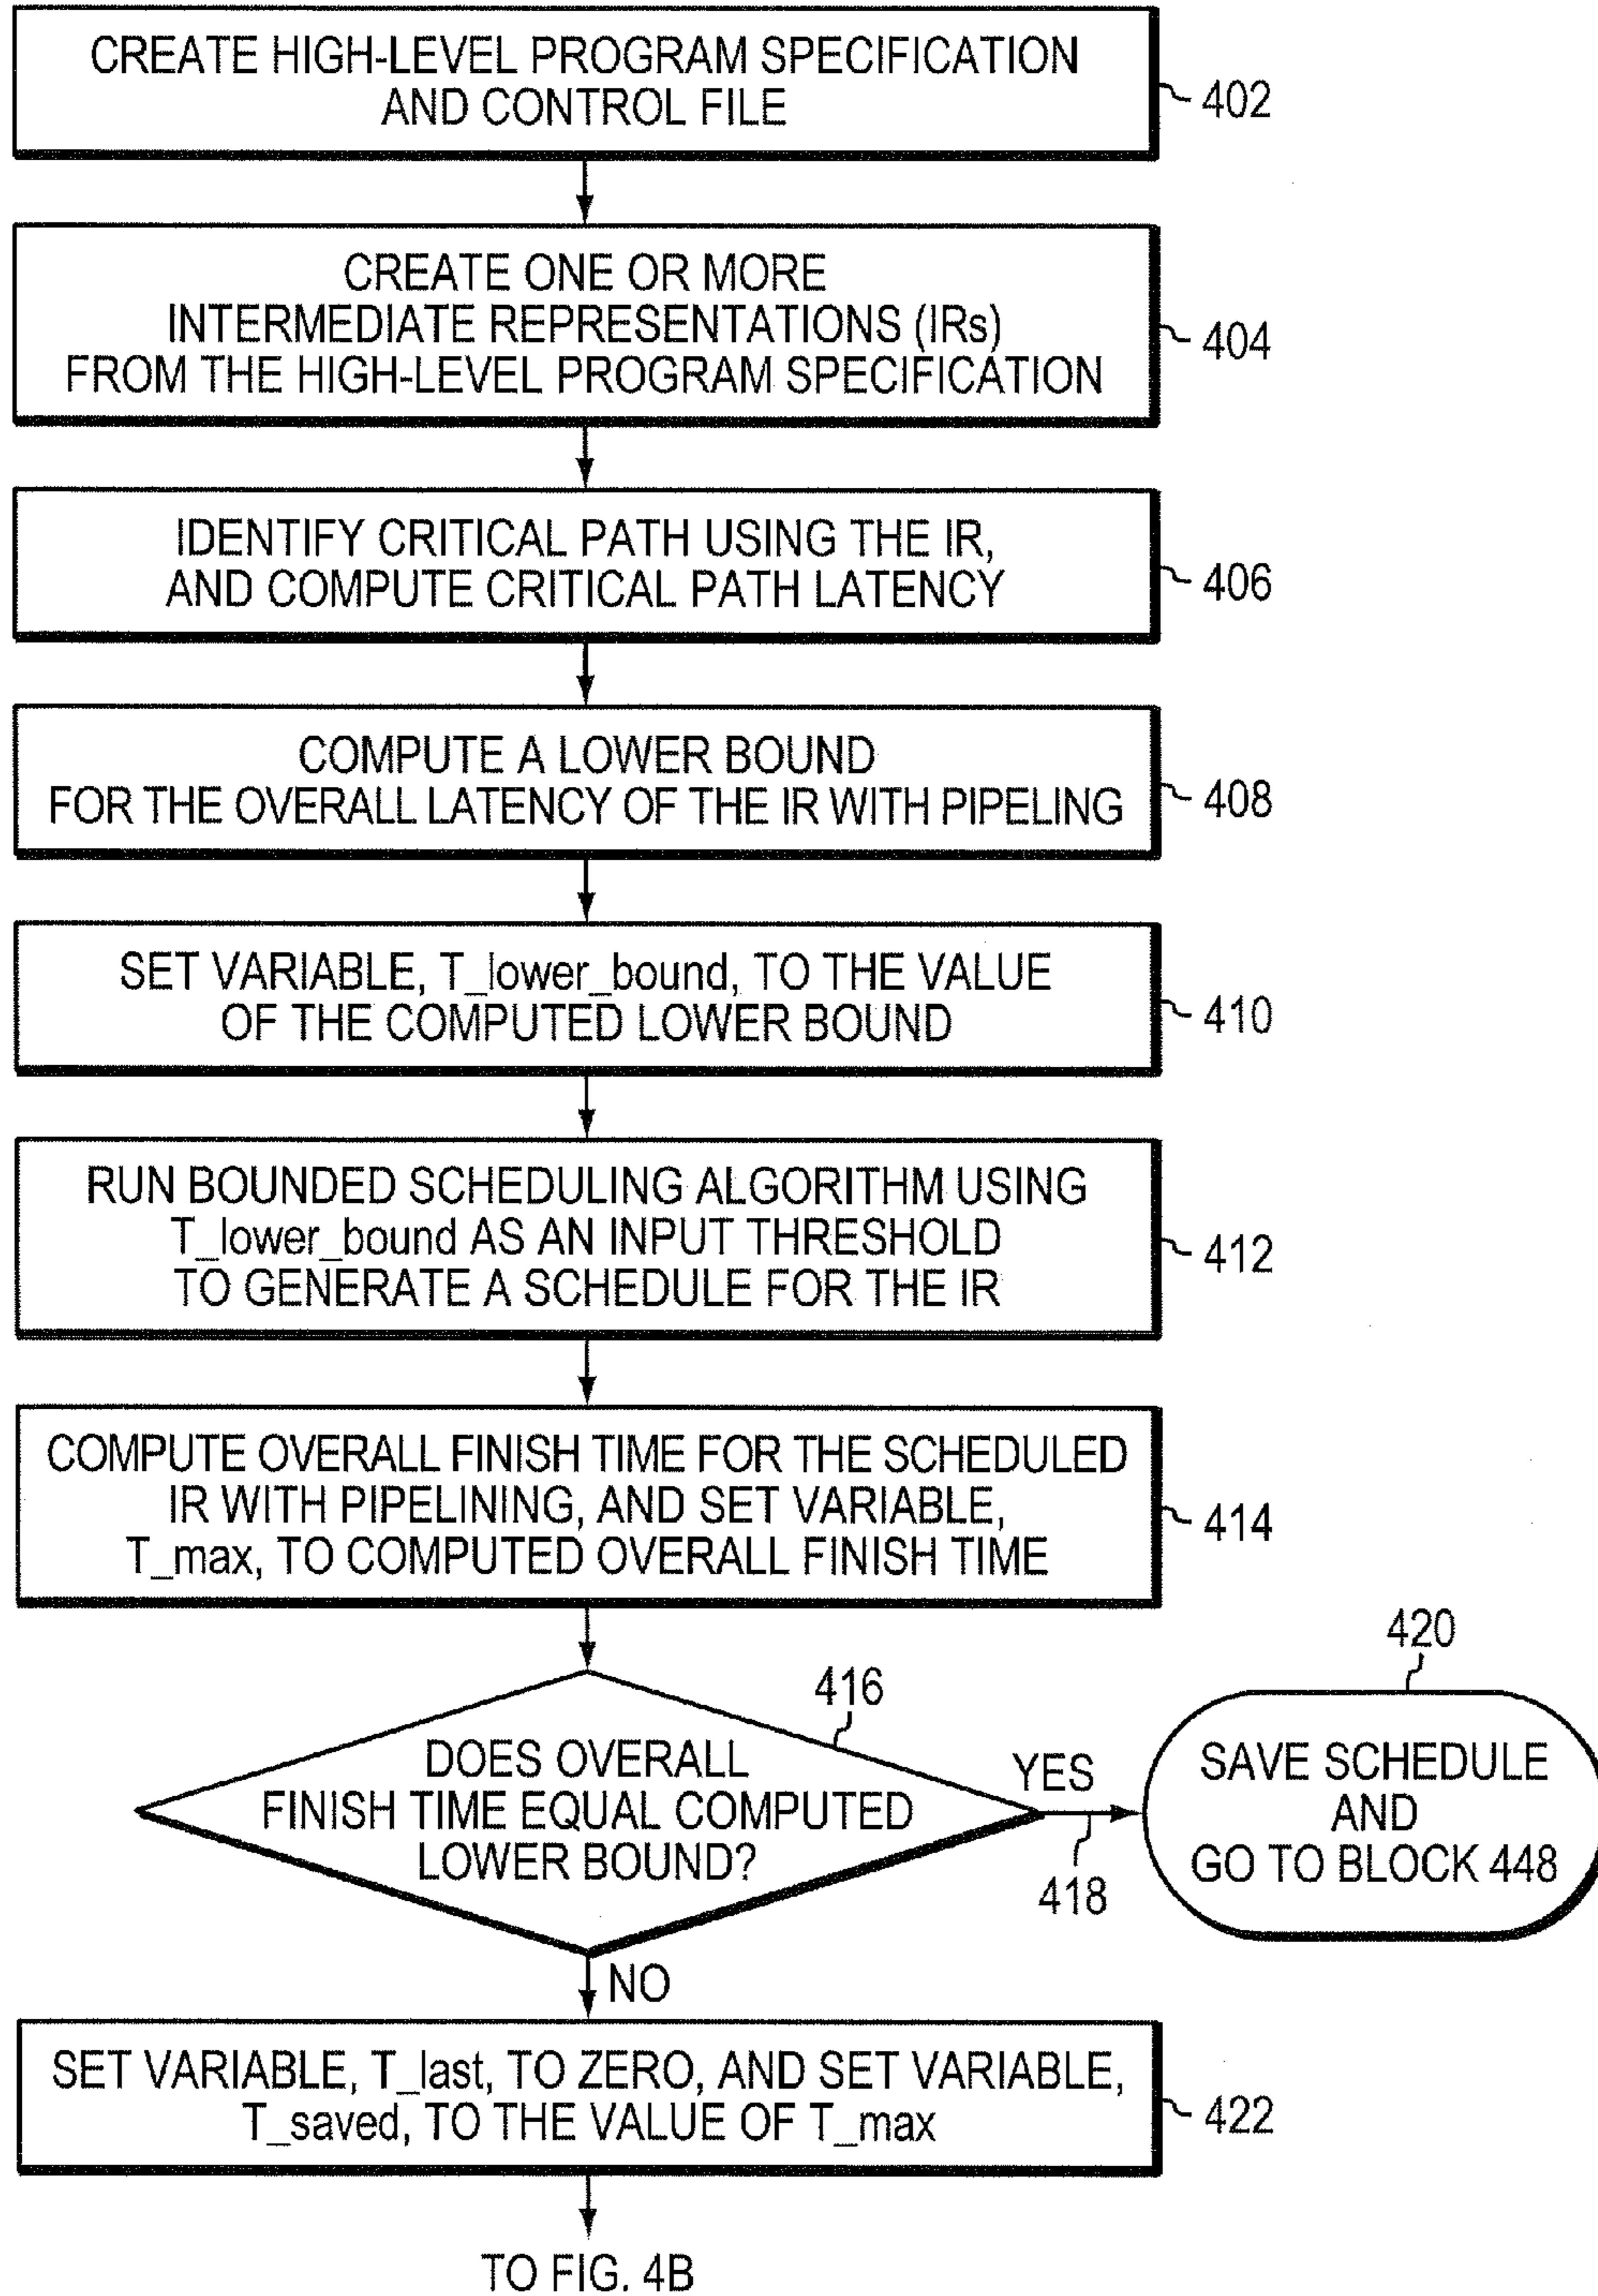 CREATE HIGH-LEVEL PROGRAM SPECIFICATION
AND CONTROL FILE
402
CREATE ONE OR MORE
INTERMEDIATE REPRESENTATIONS (IRs)
FROM THE HIGH-LEVEL PROGRAM SPECIFICATION
404
IDENTIFY CRITICAL PATH USING THE IR,
AND COMPUTE CRITICAL PATH LATENCY
406
COMPUTE A LOWER BOUND
FOR THE OVERALL LATENCY OF THE IR WITH PIPELING
408
SET VARIABLE, T_lower_bound, TO THE VALUE
OF THE COMPUTED LOWER BOUND
410
RUN BOUNDED SCHEDULING ALGORITHM USING
T_lower_bound AS AN INPUT THRESHOLD
TO GENERATE A SCHEDULE FOR THE IR
412
COMPUTE OVERALL FINISH TIME FOR THE SCHEDULED
IR WITH PIPELINING, AND SET VARIABLE,
T_max, TO COMPUTED OVERALL FINISH TIME
414
416
DOES OVERALL
FINISH TIME EQUAL COMPUTED
LOWER BOUND?
YES
418
420
SAVE SCHEDULE
AND
GO TO BLOCK 448
NO
SET VARIABLE, T_last, TO ZERO, AND SET VARIABLE,
T_saved, TO THE VALUE OF T_max
422
TO FIG. 4B